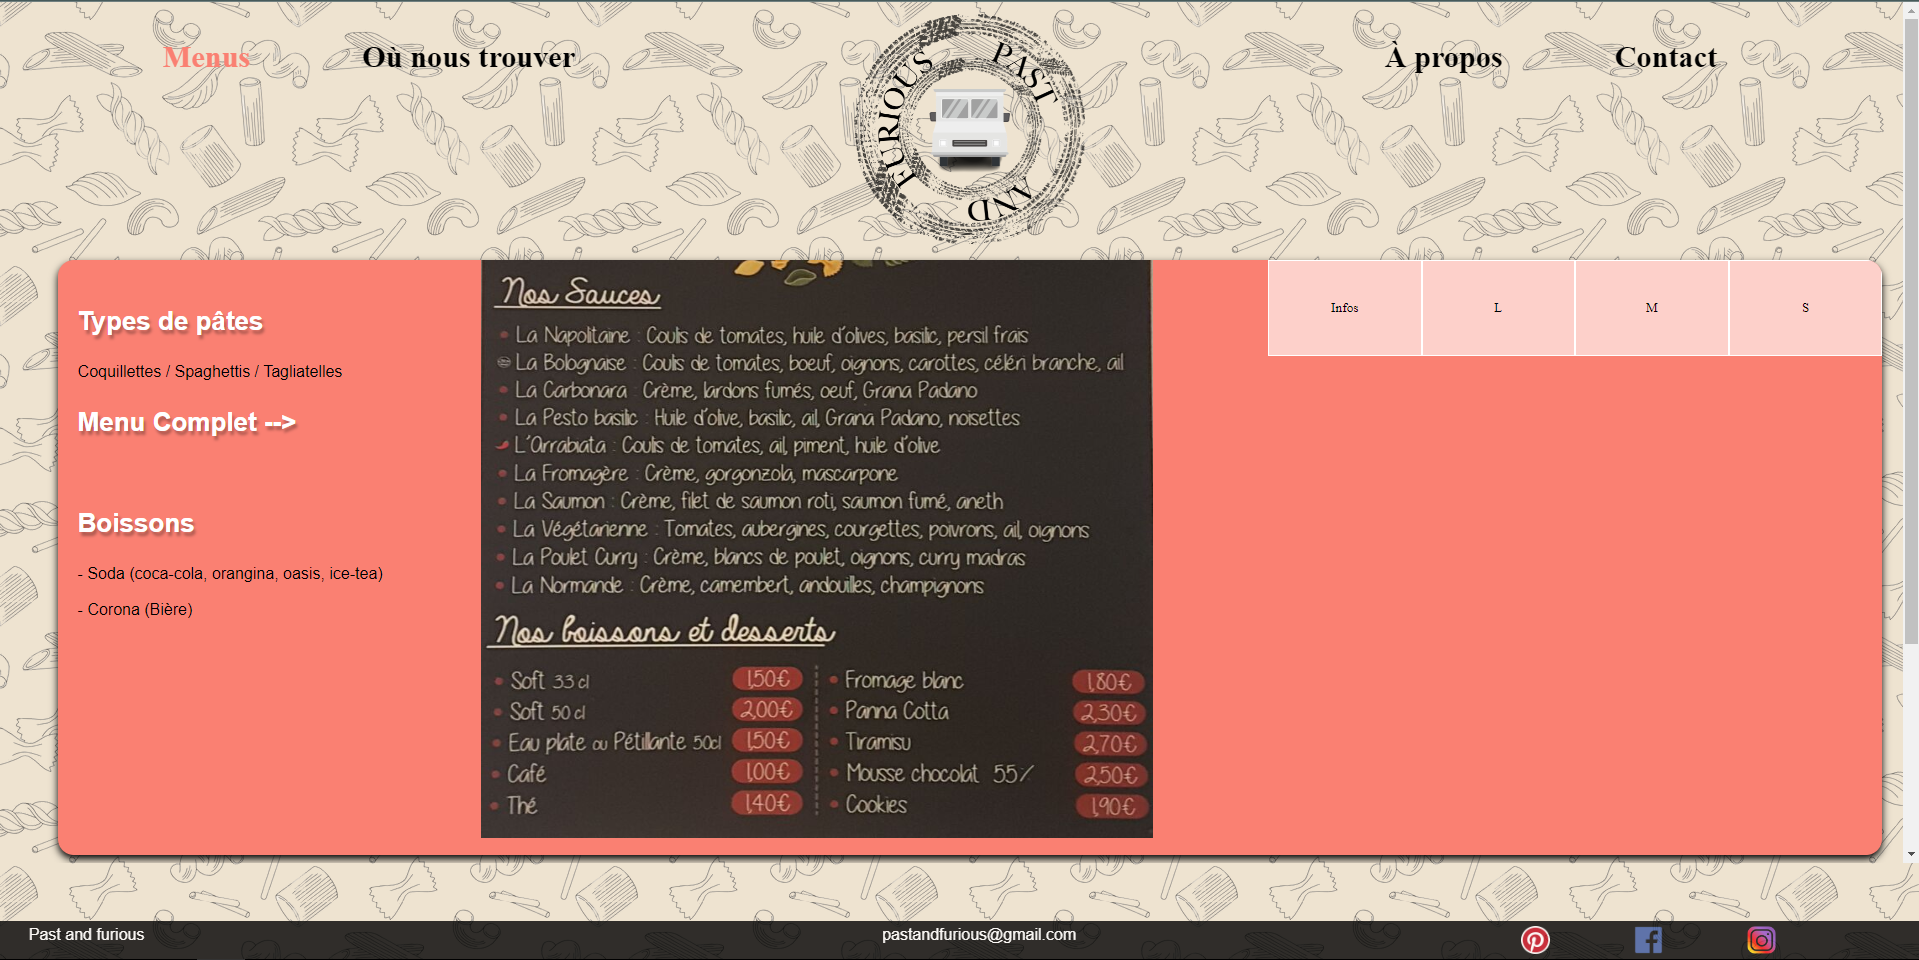 Menus
Où nous trouver
PAST
AND
FURIOUS
À propos
Contact
Types de pâtes
Coquillettes / Spaghettis / Tagliatelles
Menu Complet -->
Boissons
- Soda (coca-cola, orangina, oasis, ice-tea)
- Corona (Bière)
Nos Sauces
La Napolitaine : Coulis de tomates, huile d'olives, basilic, persil frais
La Bolognaise : Coulis de tomates, boeuf, oignons, carottes, céléri branche, ail
La Carbonara : Crème, lardons fumés, oeuf, Grana Padano
La Pesto basilic : Huile d'olive, basilic, ail, Grana Padano, noisettes
L'Arrabiata : Coulis de tomates, ail, piment, huile d'olive
La Fromagère : Crème, gorgonzola, mascarpone
La Saumon : Crème, filet de saumon roti, saumon fumé, aneth
La Végétarienne : Tomates, aubergines, courgettes, poivrons, ail, oignons
La Poulet Curry : Crème, blancs de poulet, oignons, curry madras
La Normande : Crème, camembert, andouilles, champignons
Nos boissons et desserts
Soft 33 cl 1,50€
Soft 50 cl 2,00€
Eau plate ou Pétillante 50cl 1,50€
Café 1,00€
Thé 1,40€
Fromage blanc 1,80€
Panna Cotta 2,30€
Tiramisu 2,70€
Mousse chocolat 55% 2,50€
Cookies 1,90€
Infos
L
M
S
Past and furious
pastandfurious@gmail.com